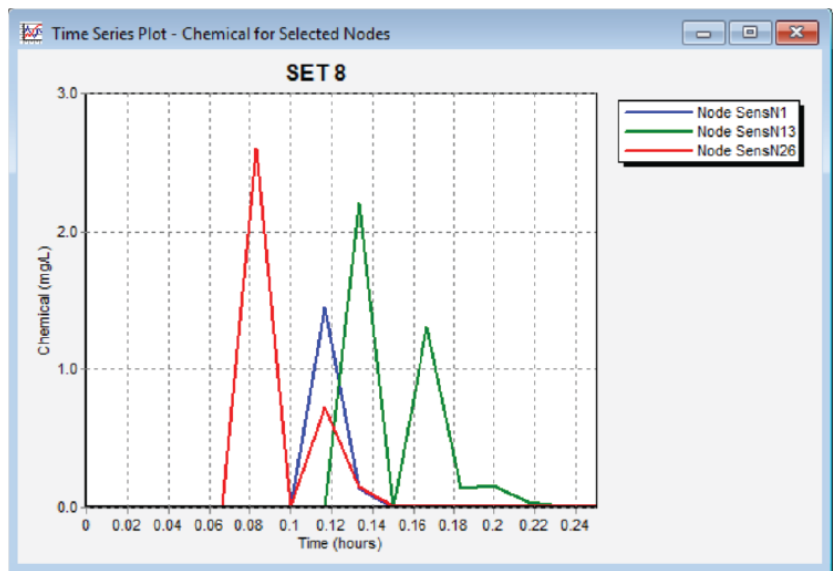 Time Series Plot - Chemical for Selected Nodes
SET 8
3.0
2.0
1.0
0.0
Chemical (mg/L)
0 0.02 0.04 0.06 0.08 0.1 0.12 0.14 0.16 0.18 0.2 0.22 0.24
Time (hours)
Node SensN1
Node SensN13
Node SensN26